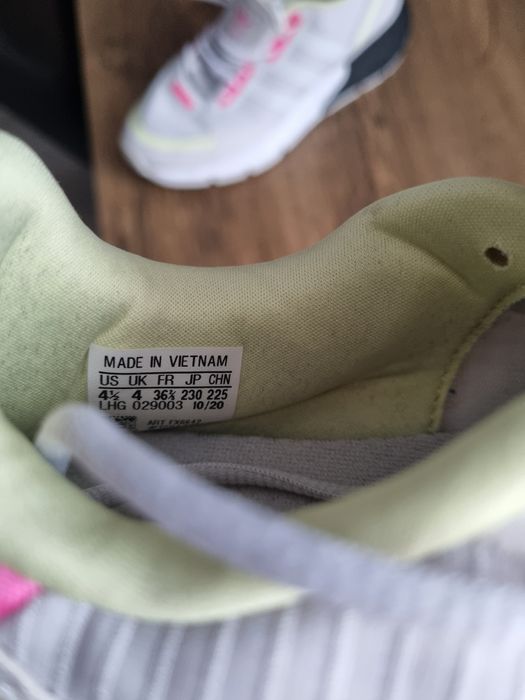 MADE IN VIETNAM
US UK FR JP CHN
4½ 4 36⅔ 230 225
LHG 029003 10/20
ART